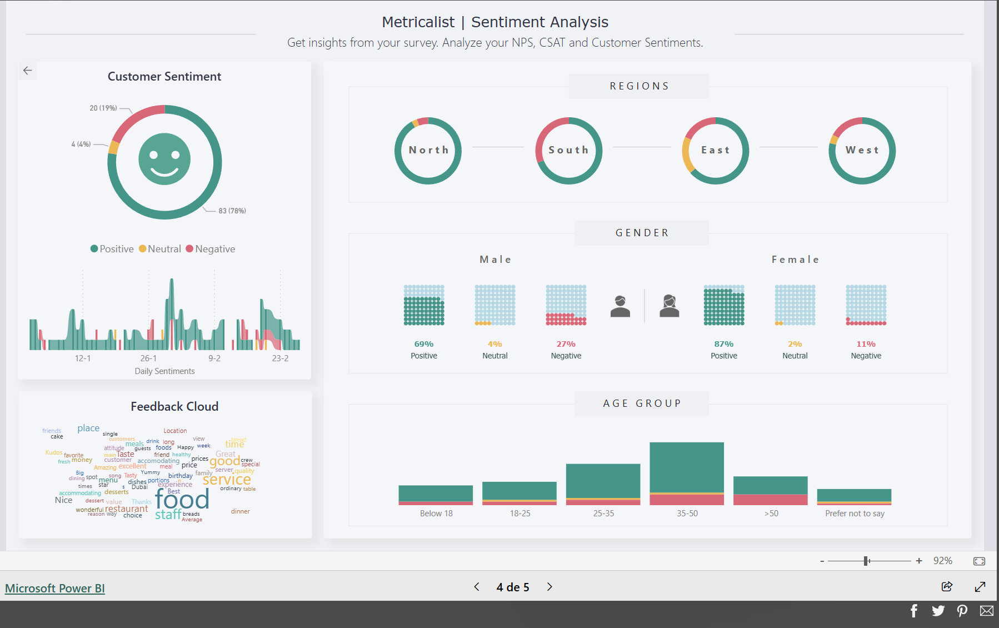 Metricalist | Sentiment Analysis
Get insights from your survey. Analyze your NPS, CSAT and Customer Sentiments.
Customer Sentiment
20 (19%)
4 (4%)
83 (78%)
Positive Neutral Negative
12-1 26-1 9-2 23-2
Daily Sentiments
Feedback Cloud
friends place single Location
cake customers drink long view bread
attitude meals guests foods Happy week time
Kudos favorite main Taste friend healthy Great
fresh money customer accomodating prices good crew
Amazing excellent meal price special
Big song Tasty Yummy birthday family server quality
dining spot menu dishes portions n service
times star s Dubai experience
accommodating desserts Best ordinary table
Nice dessert value Thanks food
wonderful restaurant staff breads dinner
reason way choice Average
REGIONS
North South East West
GENDER
Male Female
69% 4% 27% 87% 2% 11%
Positive Neutral Negative Positive Neutral Negative
AGE GROUP
Below 18 18-25 25-35 35-50 >50 Prefer not to say
- + 92%
Microsoft Power BI
4 de 5